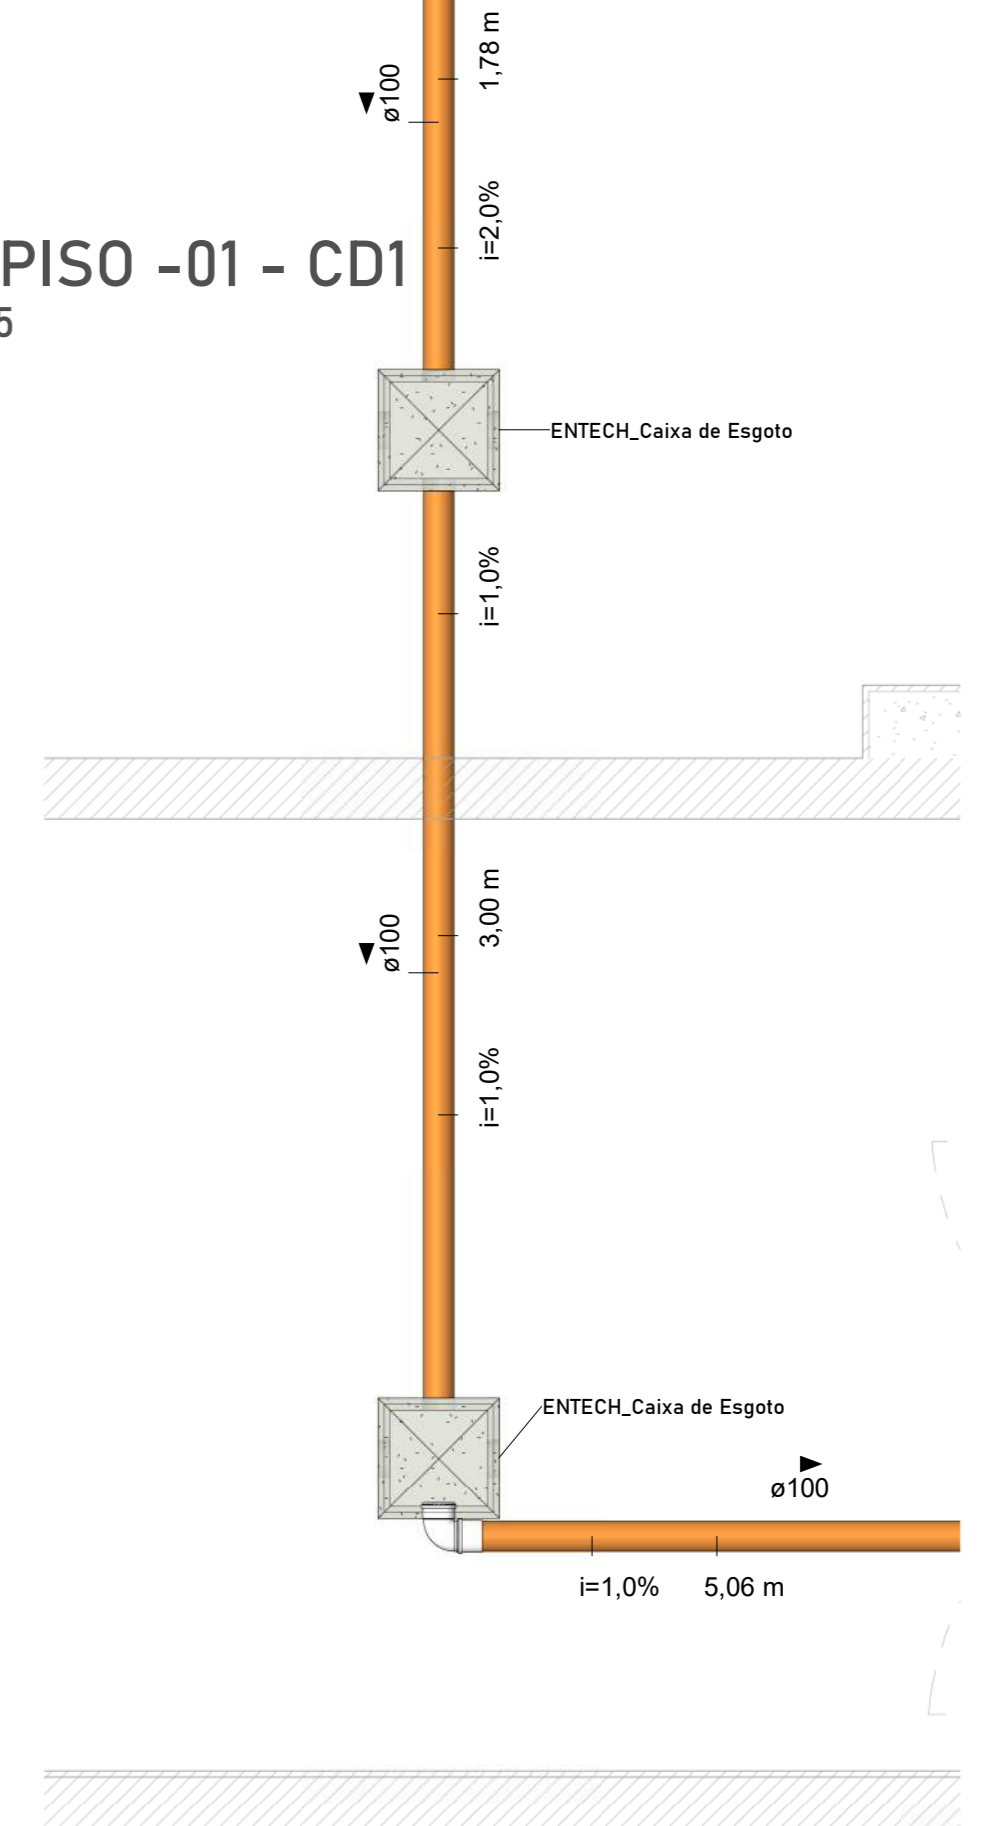 1,78 m
ø100
i=2,0%
PISO -01 - CD1
5
ENTECH_Caixa de Esgoto
i=1,0%
3,00 m
ø100
i=1,0%
ENTECH_Caixa de Esgoto
ø100
i=1,0% 5,06 m